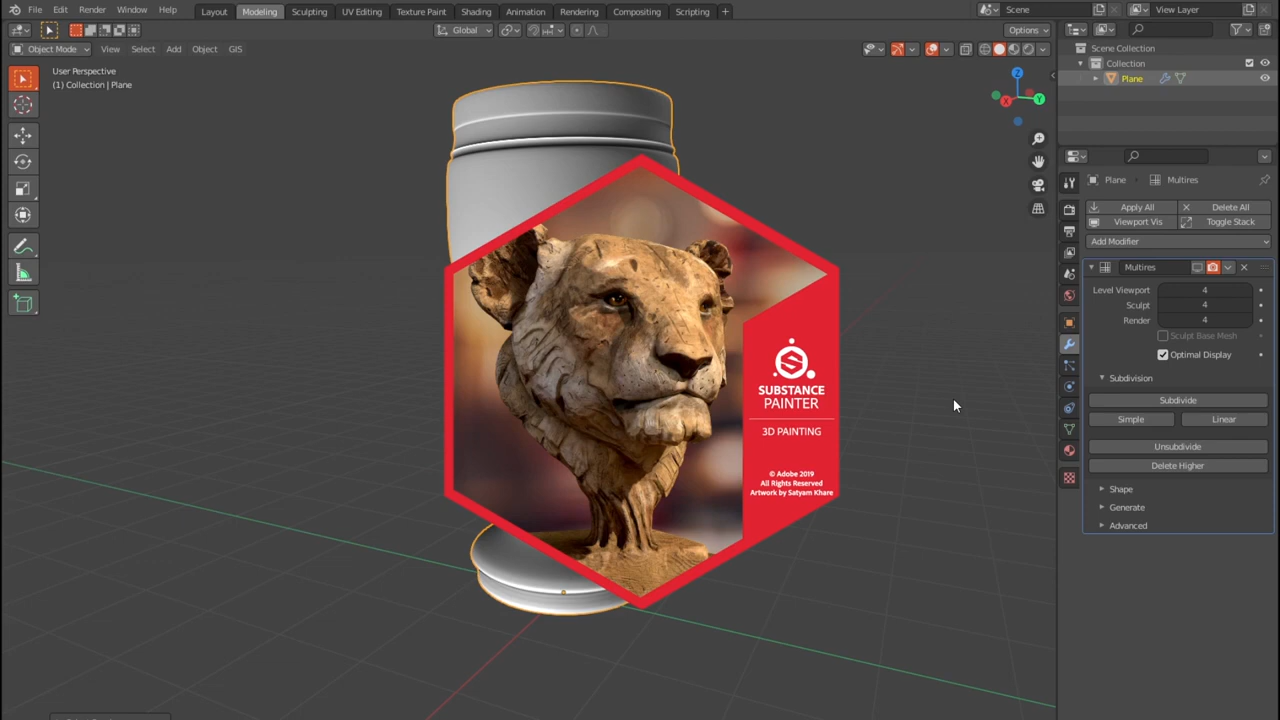 File Edit Render Window Help Layout Modeling Sculpting UV Editing Texture Paint Shading Animation Rendering Compositing Scripting + Scene View Layer
Global Options
Object Mode View Select Add Object GIS
User Perspective
(1) Collection | Plane
Z
X
Y
Scene Collection
Collection
Plane
Plane Multires
Apply All Delete All
Viewport Vis Toggle Stack
Add Modifier
Multires
Level Viewport 4
Sculpt 4
Render 4
Sculpt Base Mesh
Optimal Display
Subdivision
Subdivide
Simple Linear
Unsubdivide
Delete Higher
Shape
Generate
Advanced
SUBSTANCE
PAINTER
3D PAINTING
© Adobe 2019
All Rights Reserved
Artwork by Satyam Khare